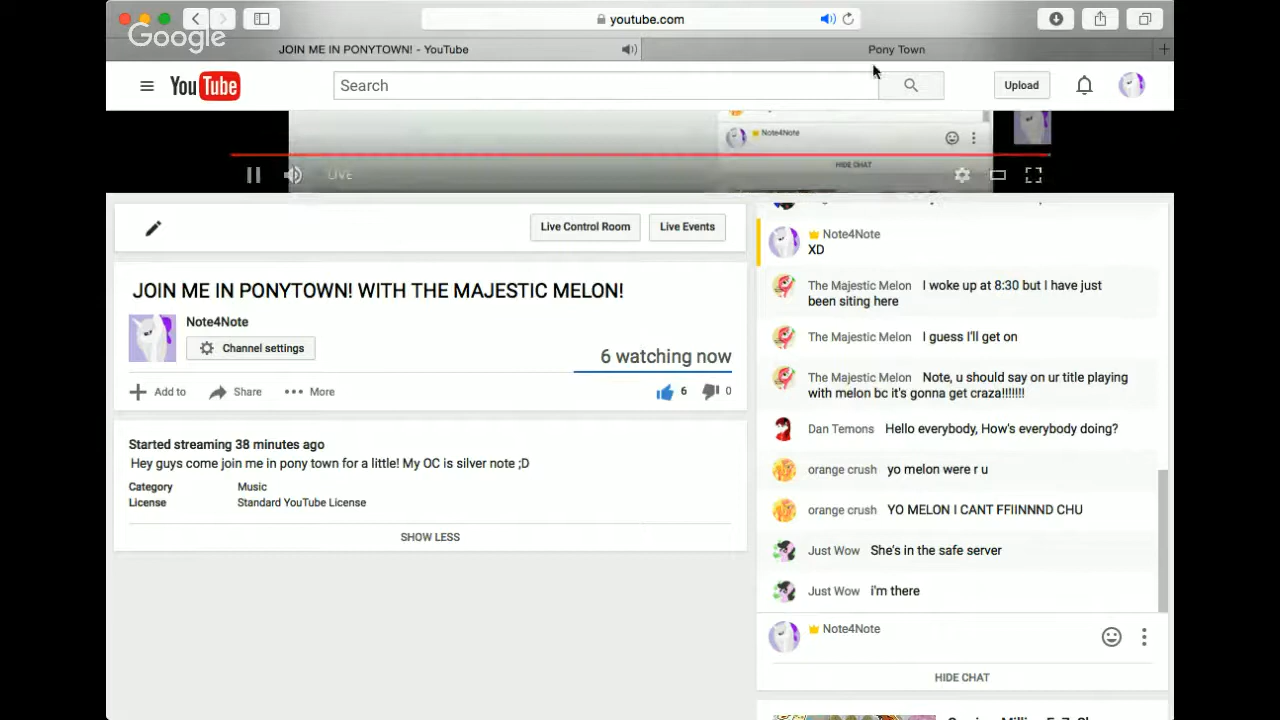 Google
youtube.com
JOIN ME IN PONYTOWN! - YouTube
Pony Town
YouTube
Search
Upload
Note4Note
HIDE CHAT
LIVE
Live Control Room
Live Events
JOIN ME IN PONYTOWN! WITH THE MAJESTIC MELON!
Note4Note
Channel settings
6 watching now
Add to
Share
More
6
0
Started streaming 38 minutes ago
Hey guys come join me in pony town for a little! My OC is silver note ;D
Category Music
License Standard YouTube License
SHOW LESS
Note4Note
XD
The Majestic Melon I woke up at 8:30 but I have just
been siting here
The Majestic Melon I guess I'll get on
The Majestic Melon Note, u should say on ur title playing
with melon bc it's gonna get craza!!!!!!!
Dan Temons Hello everybody, How's everybody doing?
orange crush yo melon were r u
orange crush YO MELON I CANT FFIINNND CHU
Just Wow She's in the safe server
Just Wow i'm there
Note4Note
HIDE CHAT